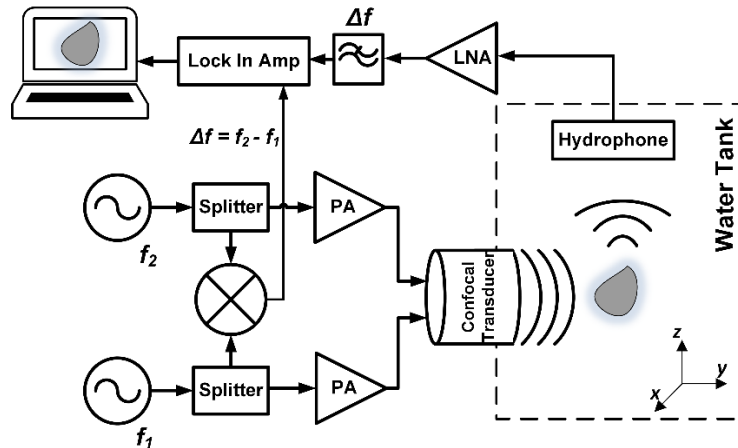 Δf
Lock In Amp
LNA
Δf = f₂ - f₁
Hydrophone
Water Tank
Splitter
PA
f₂
Confocal
Transducer
Splitter
PA
f₁
z
y
x